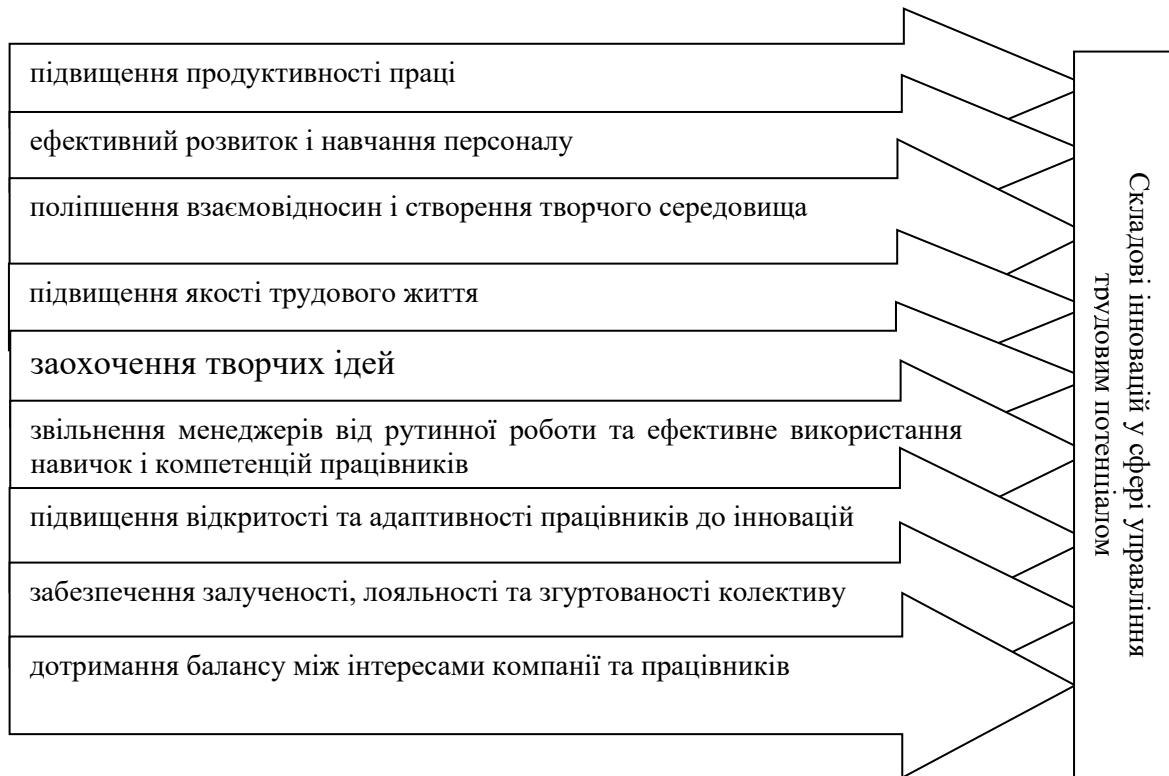 підвищення продуктивності праці
ефективний розвиток і навчання персоналу
поліпшення взаємовідносин і створення творчого середовища
підвищення якості трудового життя
заохочення творчих ідей
звільнення менеджерів від рутинної роботи та ефективне використання
навичок і компетенцій працівників
підвищення відкритості та адаптивності працівників до інновацій
забезпечення залученості, лояльності та згуртованості колективу
дотримання балансу між інтересами компанії та працівників
Складові інновацій у сфері управління
трудовим потенціалом